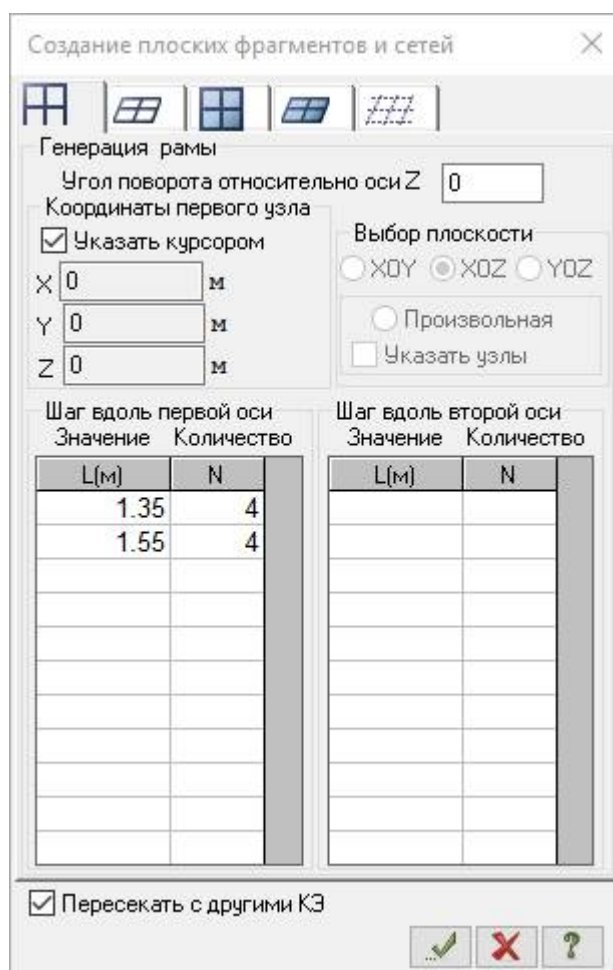 Создание плоских фрагментов и сетей
Генерация рамы
Угол поворота относительно оси Z 0
Координаты первого узла
Указать курсором
X 0 м
Y 0 м
Z 0 м
Выбор плоскости
XOY XOZ YOZ
Произвольная
Указать узлы
Шаг вдоль первой оси
Значение Количество
L(м) N
1.35 4
1.55 4
Шаг вдоль второй оси
Значение Количество
L(м) N
Пересекать с другими КЭ
?